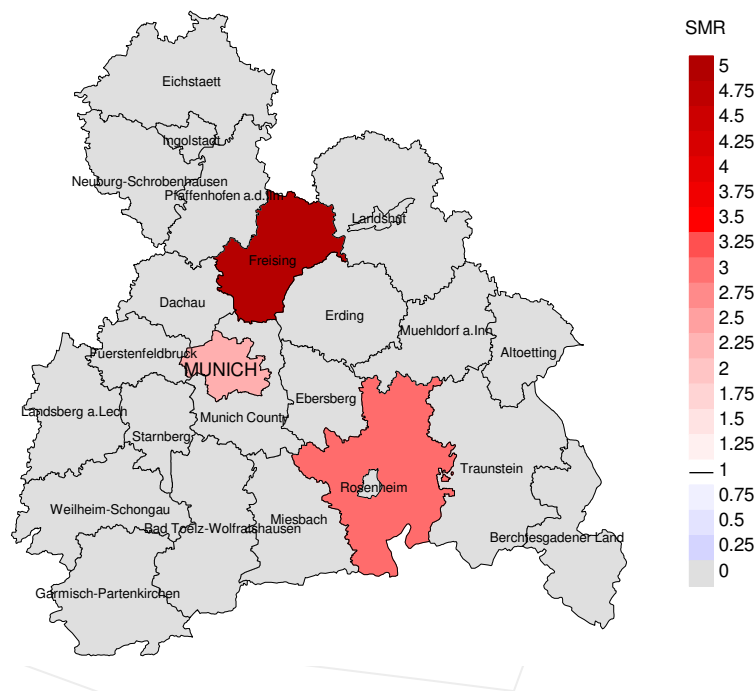 SMR
Eichstaett
Ingolstadt
Neuburg-Schrobenhausen
Pfaffenhofen a.d.Ilm
Landshut
Freising
Dachau
Erding
Muehldorf a.Inn
Altoetting
Fuerstenfeldbruck
MUNICH
Ebersberg
Landsberg a.Lech
Munich County
Starnberg
Traunstein
Rosenheim
Weilheim-Schongau
Miesbach
Bad Toelz-Wolfratshausen
Berchtesgadener Land
Garmisch-Partenkirchen
5
4.75
4.5
4.25
4
3.75
3.5
3.25
3
2.75
2.5
2.25
2
1.75
1.5
1.25
1
0.75
0.5
0.25
0